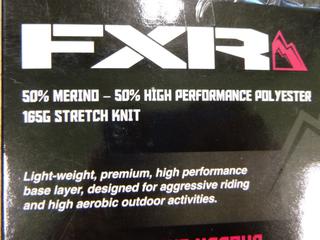 FXR
50% MERINO – 50% HIGH PERFORMANCE POLYESTER
165G STRETCH KNIT
Light-weight, premium, high performance
base layer, designed for aggressive riding
and high aerobic outdoor activities.